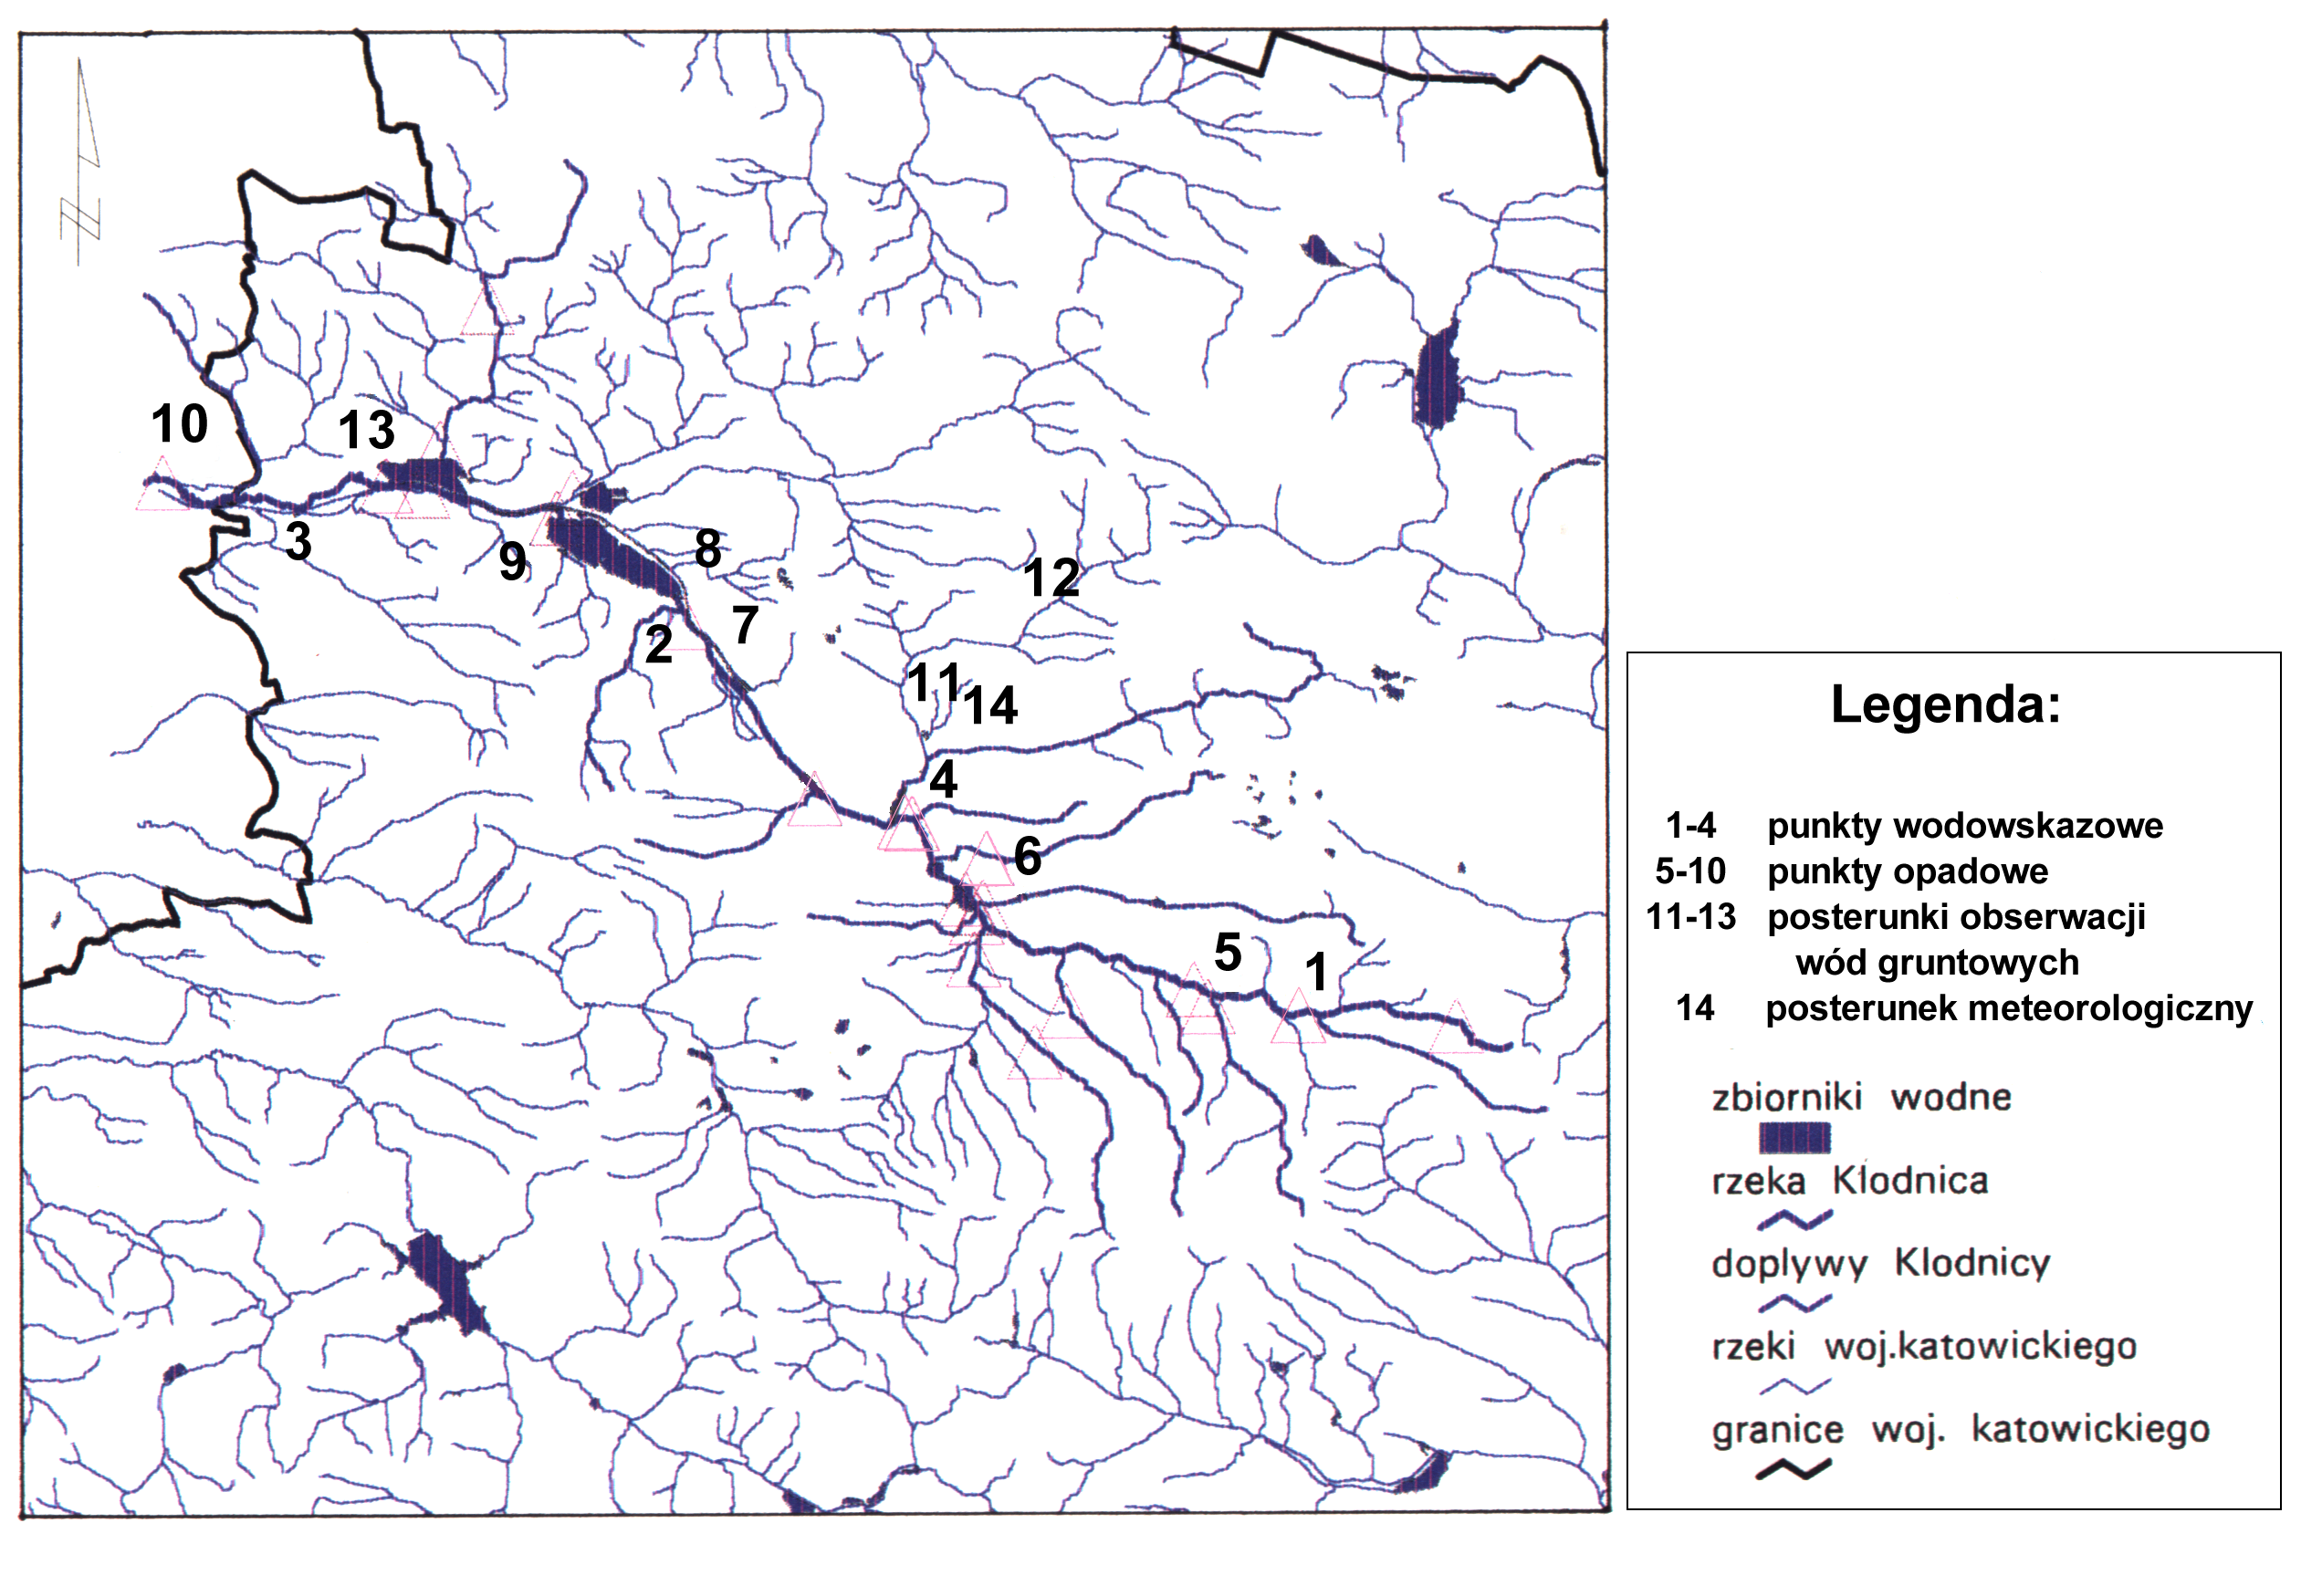 10
13
3
9
8
12
7
2
11
14
4
6
5
1
Legenda:
1-4 punkty wodowskazowe
5-10 punkty opadowe
11-13 posterunki obserwacji
wód gruntowych
14 posterunek meteorologiczny
zbiorniki wodne
rzeka Kłodnica
doplywy Klodnicy
rzeki woj.katowickiego
granice woj. katowickiego